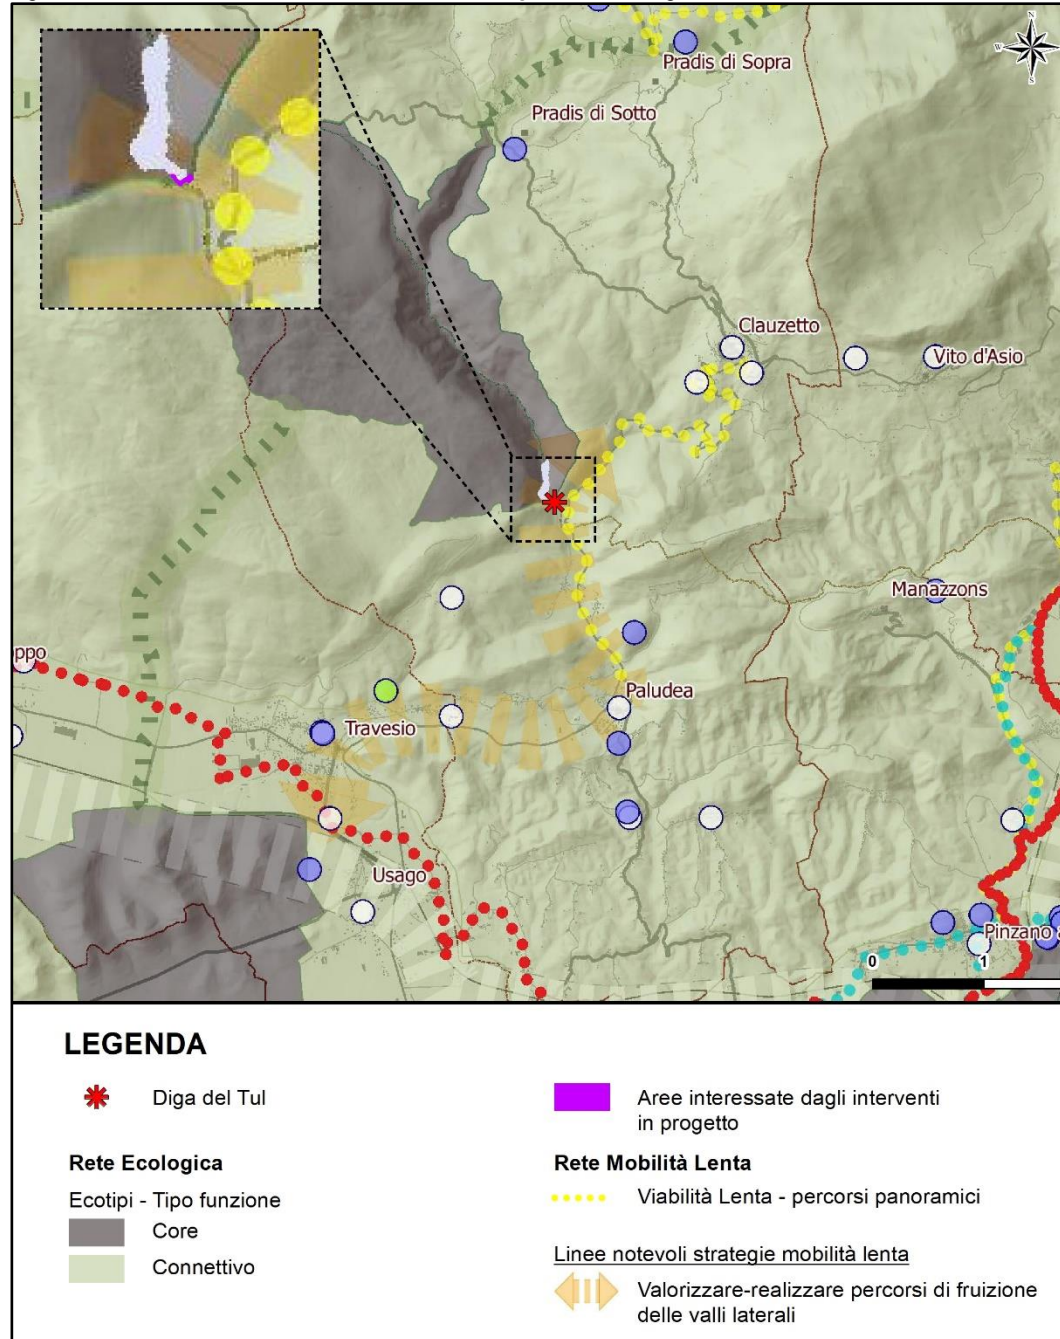 Pradis di Sopra
Pradis di Sotto
Clauzetto
Vito d'Asio
Manazzons
ppo
Paludea
Travesio
Usago
Pinzano a
0 1
N
W
S
LEGENDA
Diga del Tul
Aree interessate dagli interventi
in progetto
Rete Ecologica
Rete Mobilità Lenta
Ecotipi - Tipo funzione
Viabilità Lenta - percorsi panoramici
Core
Connettivo
Linee notevoli strategie mobilità lenta
Valorizzare-realizzare percorsi di fruizione
delle valli laterali